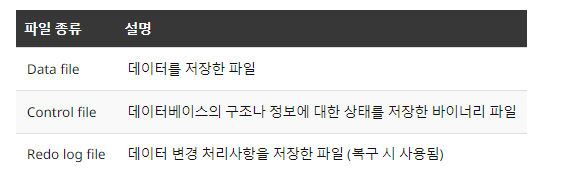 파일 종류 설명
Data file 데이터를 저장한 파일
Control file 데이터베이스의 구조나 정보에 대한 상태를 저장한 바이너리 파일
Redo log file 데이터 변경 처리사항을 저장한 파일 (복구 시 사용됨)